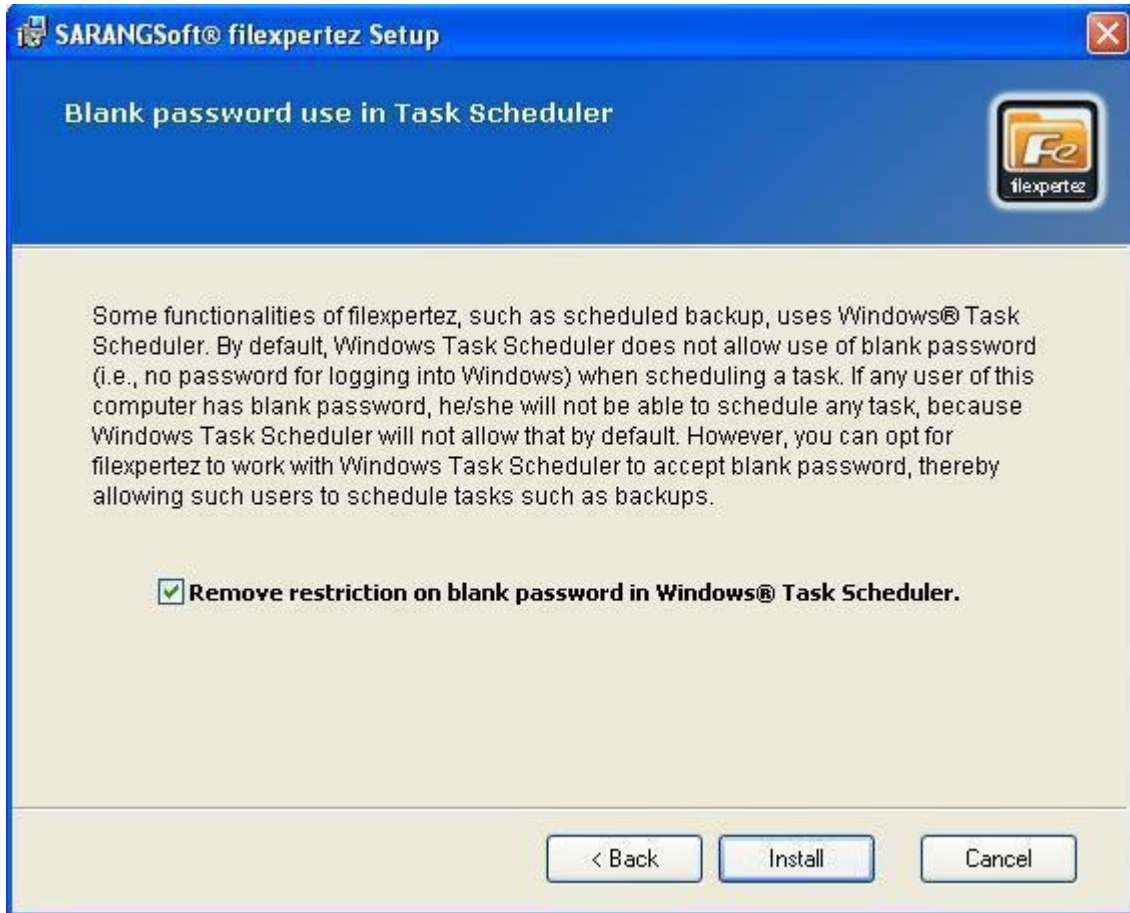 SARANGSoft® filexpertez Setup
Blank password use in Task Scheduler
Fe
filexpertez
Some functionalities of filexpertez, such as scheduled backup, uses Windows® Task
Scheduler. By default, Windows Task Scheduler does not allow use of blank password
(i.e., no password for logging into Windows) when scheduling a task. If any user of this
computer has blank password, he/she will not be able to schedule any task, because
Windows Task Scheduler will not allow that by default. However, you can opt for
filexpertez to work with Windows Task Scheduler to accept blank password, thereby
allowing such users to schedule tasks such as backups.
Remove restriction on blank password in Windows® Task Scheduler.
< Back
Install
Cancel